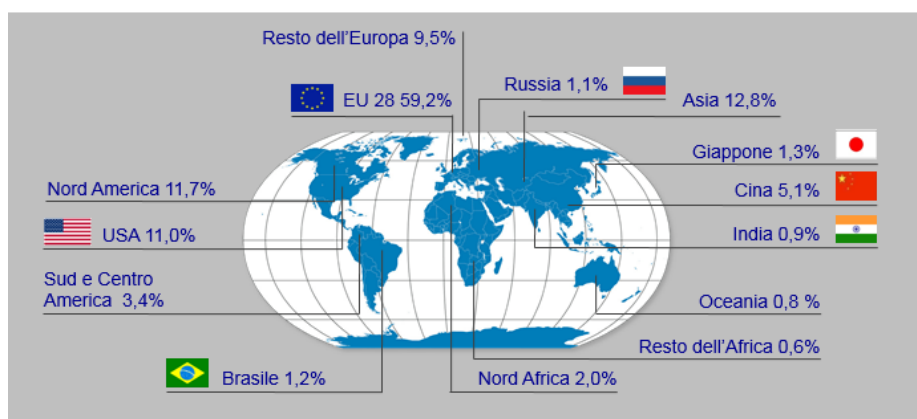 Resto dell'Europa 9,5%
EU 28 59,2%
Russia 1,1%
Asia 12,8%
Giappone 1,3%
Nord America 11,7%
Cina 5,1%
USA 11,0%
India 0,9%
Sud e Centro
America 3,4%
Oceania 0,8 %
Resto dell'Africa 0,6%
Brasile 1,2%
Nord Africa 2,0%